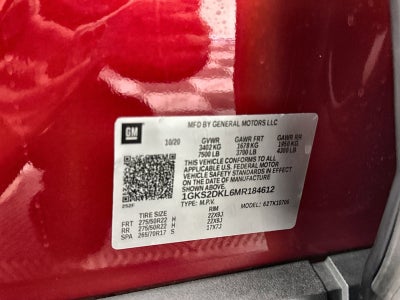 GM
MFD BY GENERAL MOTORS LLC
10/20 GVWR GAWR FRT GAWR RR
3402 KG 1678 KG 1950 KG
7500 LB 3700 LB 4300 LB
THIS VEHICLE CONFORMS TO ALL
APPLICABLE U.S. FEDERAL MOTOR
VEHICLE SAFETY STANDARDS IN EFFECT
ON THE DATE OF MANUFACTURE
SHOWN ABOVE.
1GKS2DKL6MR184612
TYPE: M.P.V. MODEL:
TIRE SIZE RIM
FRT 275/50R22 H 22X9J
RR 275/50R22 H 22X9J
SPA 265/70R17 S 17X7J